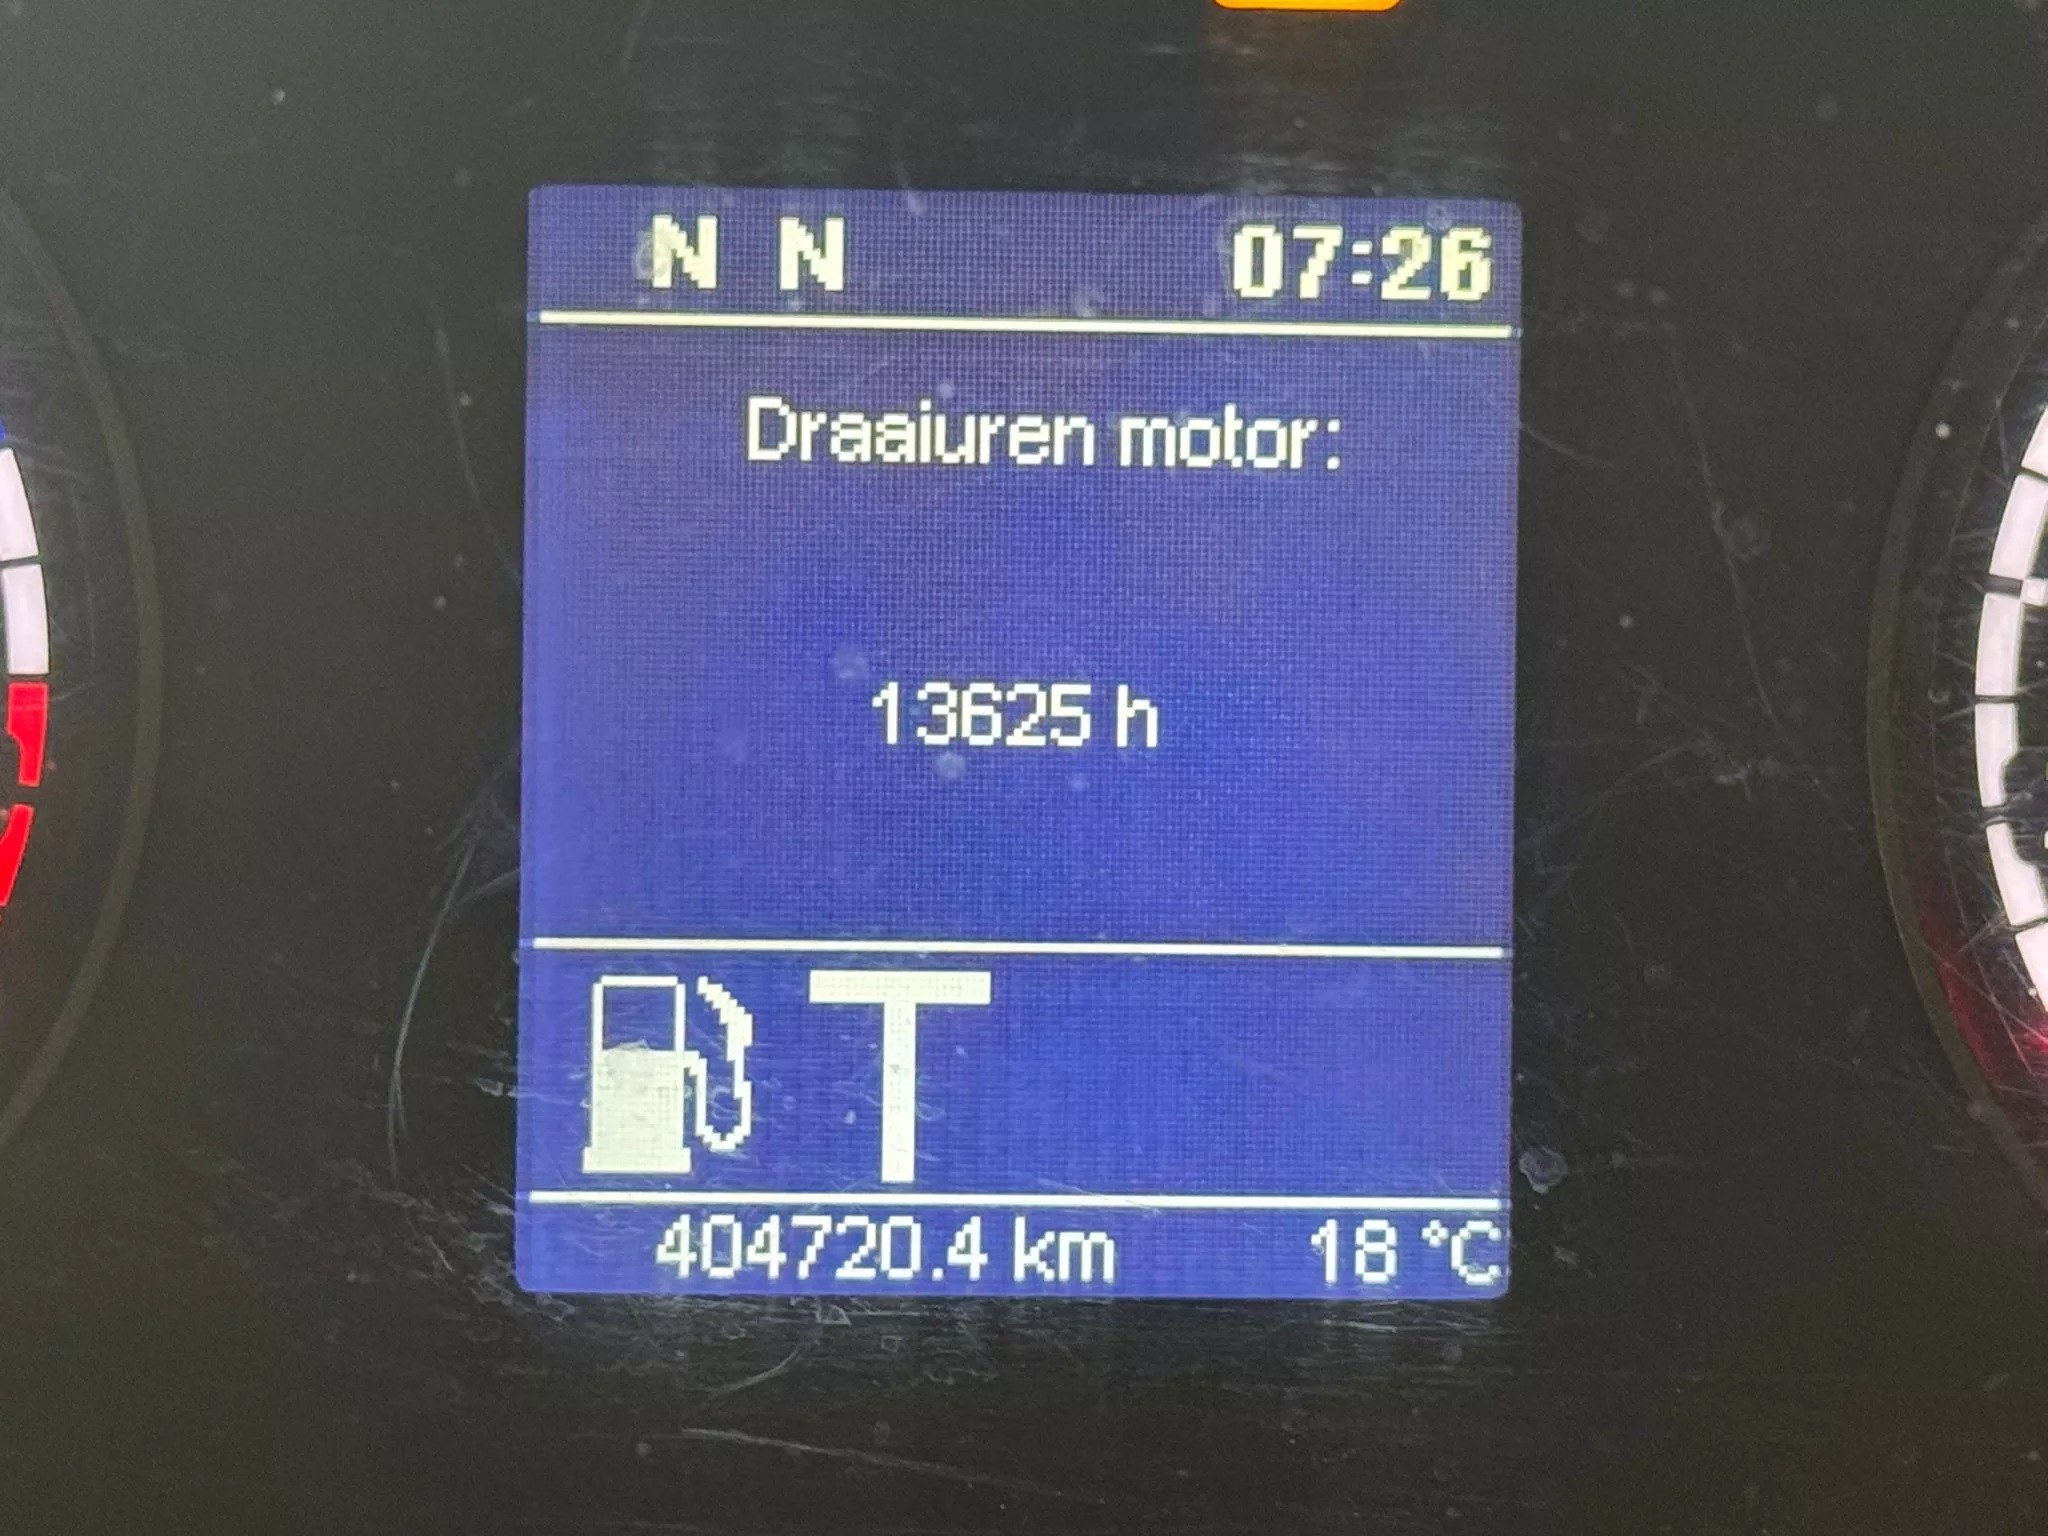 N N 07:26
Draaiuren motor:
13625 h
T
404720.4 km 18 °C